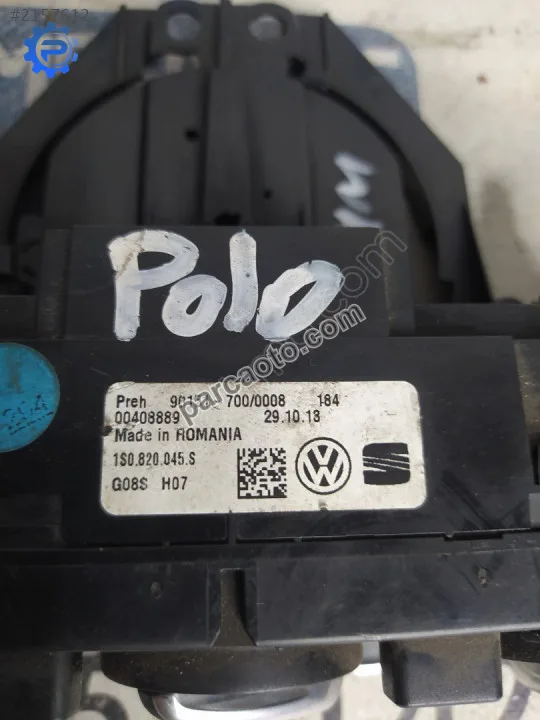 #2157612
Polo
Preh 700/0008 184
00408889 29.10.13
Made in ROMANIA
1S0.820.045.S
G08S H07
parcaoto.com